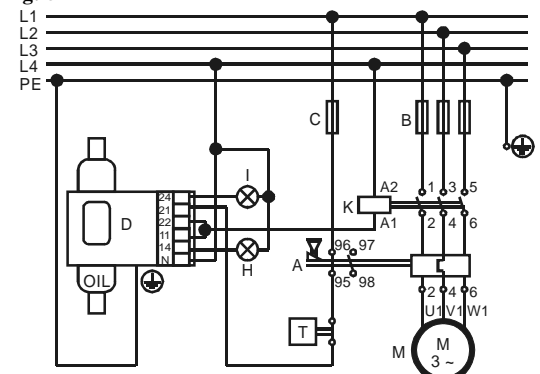 L1
L2
L3
L4
PE
C
B
I
24
21
22
11
14
N
D
H
OIL
K
A2
A1
1 3 5
2 4 6
A
96 97
95 98
T
2 4 6
U1 V1 W1
M
M
3 ~